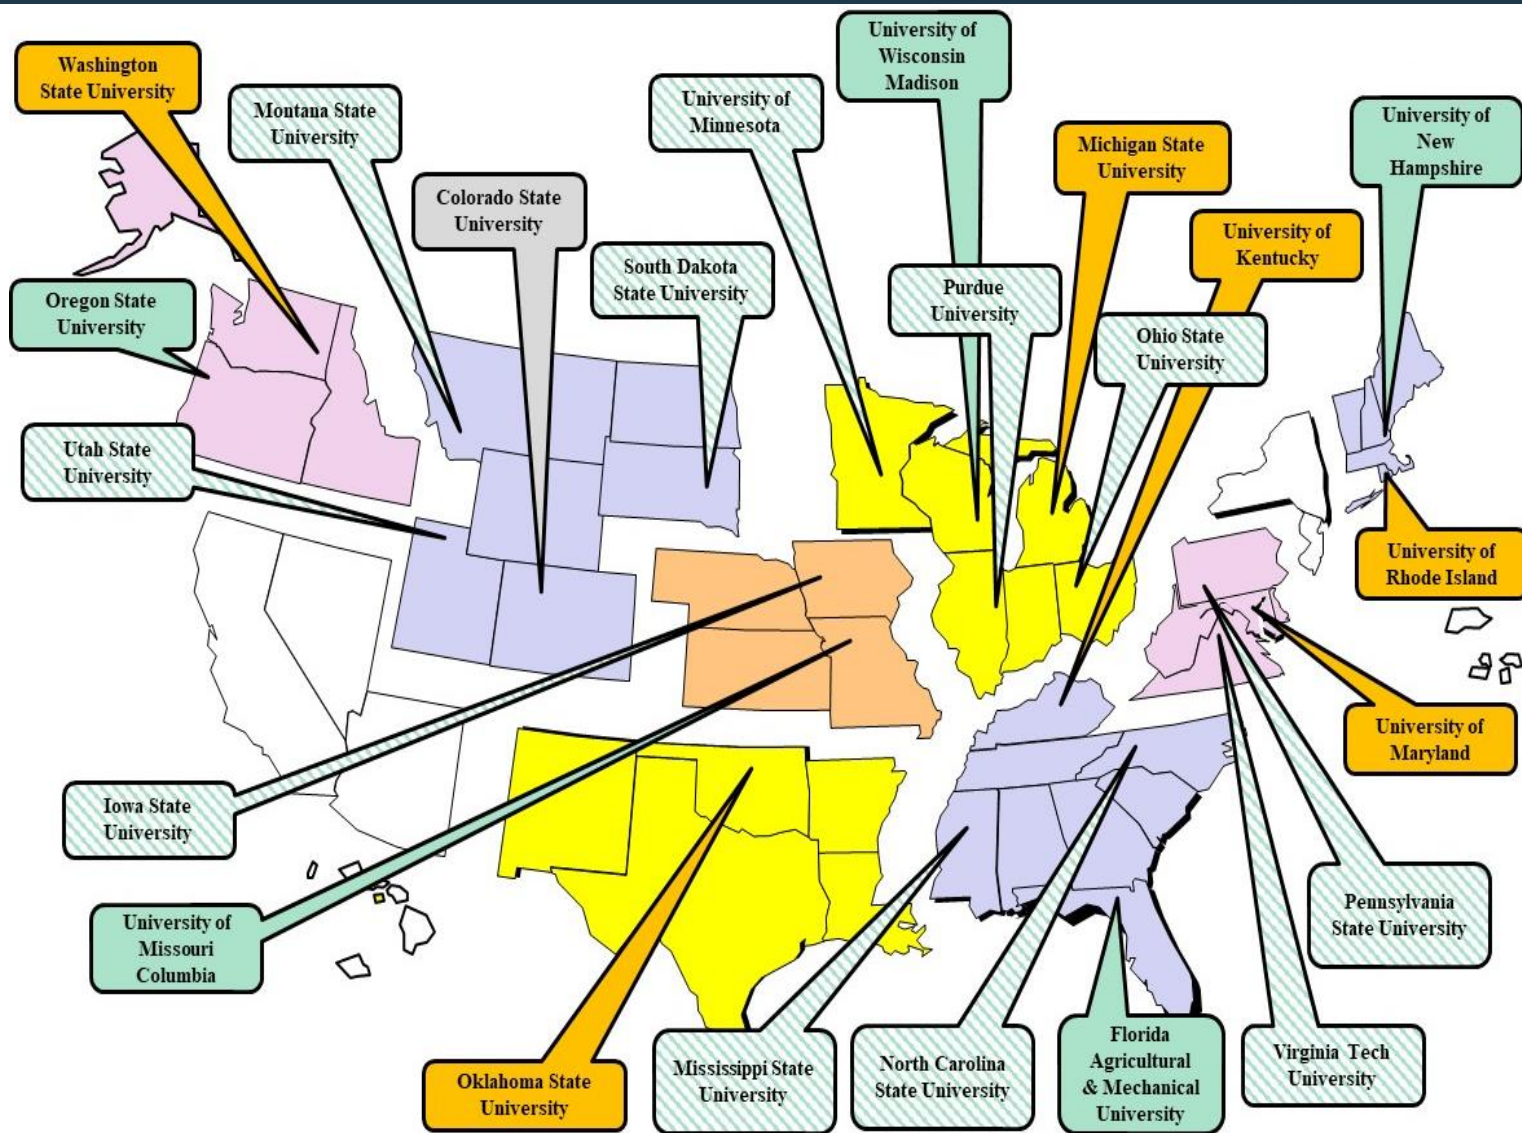 Washington
State University
Montana State
University
Colorado State
University
South Dakota
State University
University of
Minnesota
University of
Wisconsin
Madison
Michigan State
University
University of
New
Hampshire
University of
Kentucky
Purdue
University
Ohio State
University
Oregon State
University
Utah State
University
University of
Rhode Island
University of
Maryland
Iowa State
University
University of
Missouri
Columbia
Pennsylvania
State University
Oklahoma State
University
Mississippi State
University
North Carolina
State University
Florida
Agricultural
& Mechanical
University
Virginia Tech
University